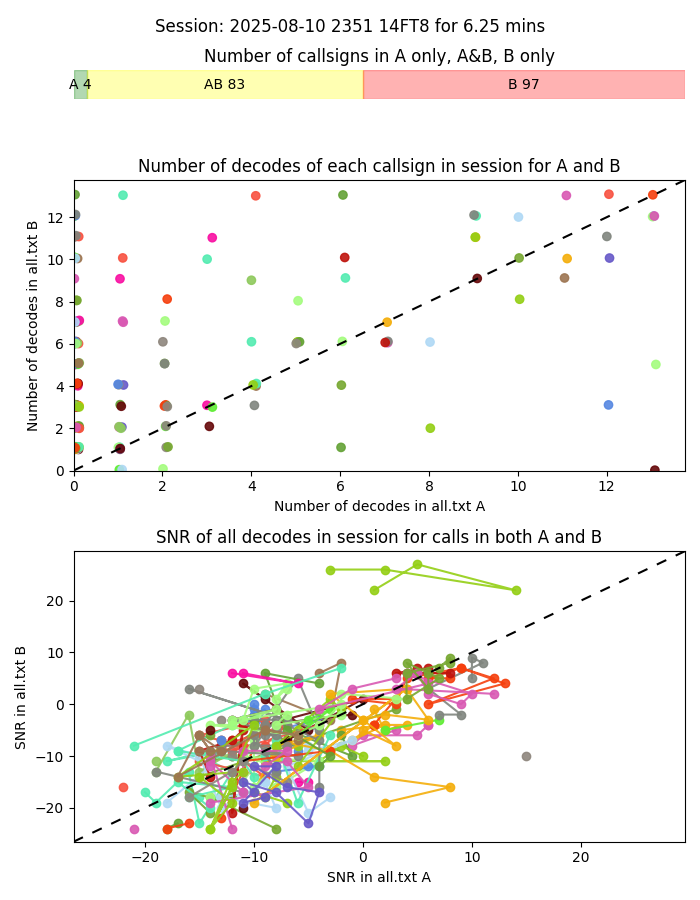 Session: 2025-08-10 2351 14FT8 for 6.25 mins
Number of callsigns in A only, A&B, B only
A 4 AB 83 B 97
Number of decodes of each callsign in session for A and B
Number of decodes in all.txt B
12
10
8
6
4
2
0
0 2 4 6 8 10 12
Number of decodes in all.txt A
SNR of all decodes in session for calls in both A and B
SNR in all.txt B
20
10
0
−10
−20
−20 −10 0 10 20
SNR in all.txt A